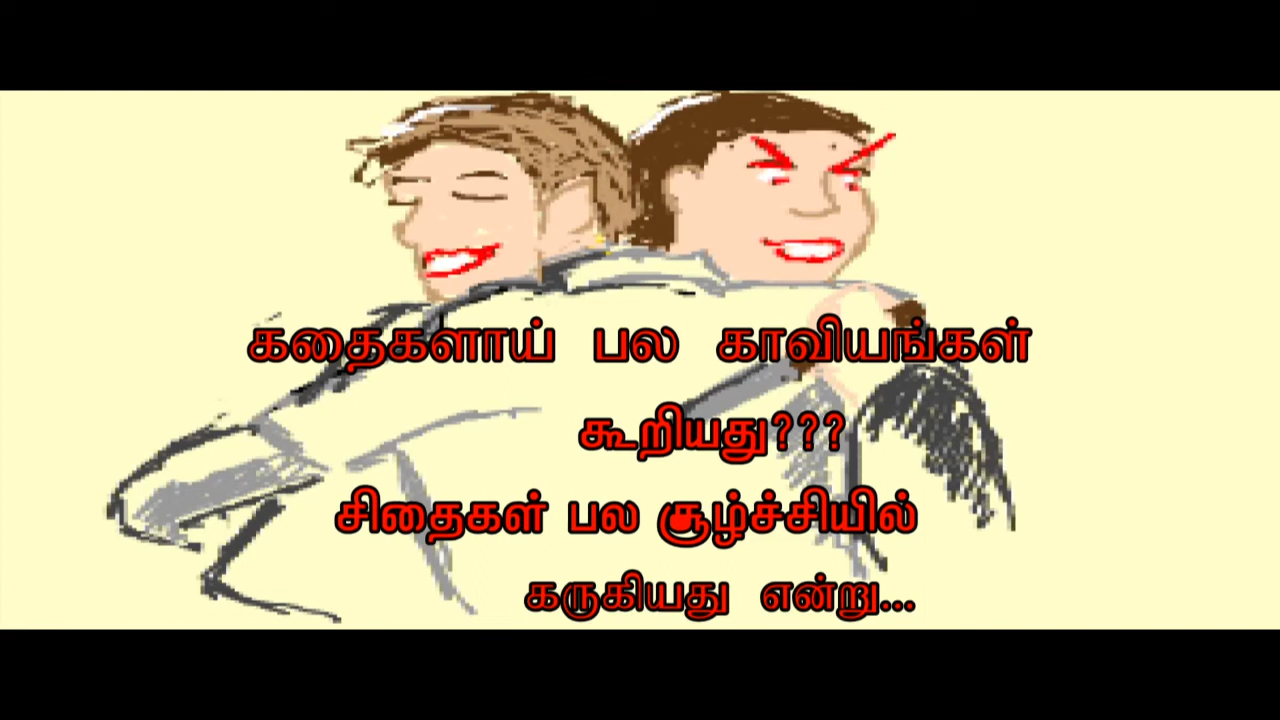 கதைகளாய் பல காவியங்கள்
கூறியது???
சிதைகள் பல சூழ்ச்சியில்
கருகியது என்று...